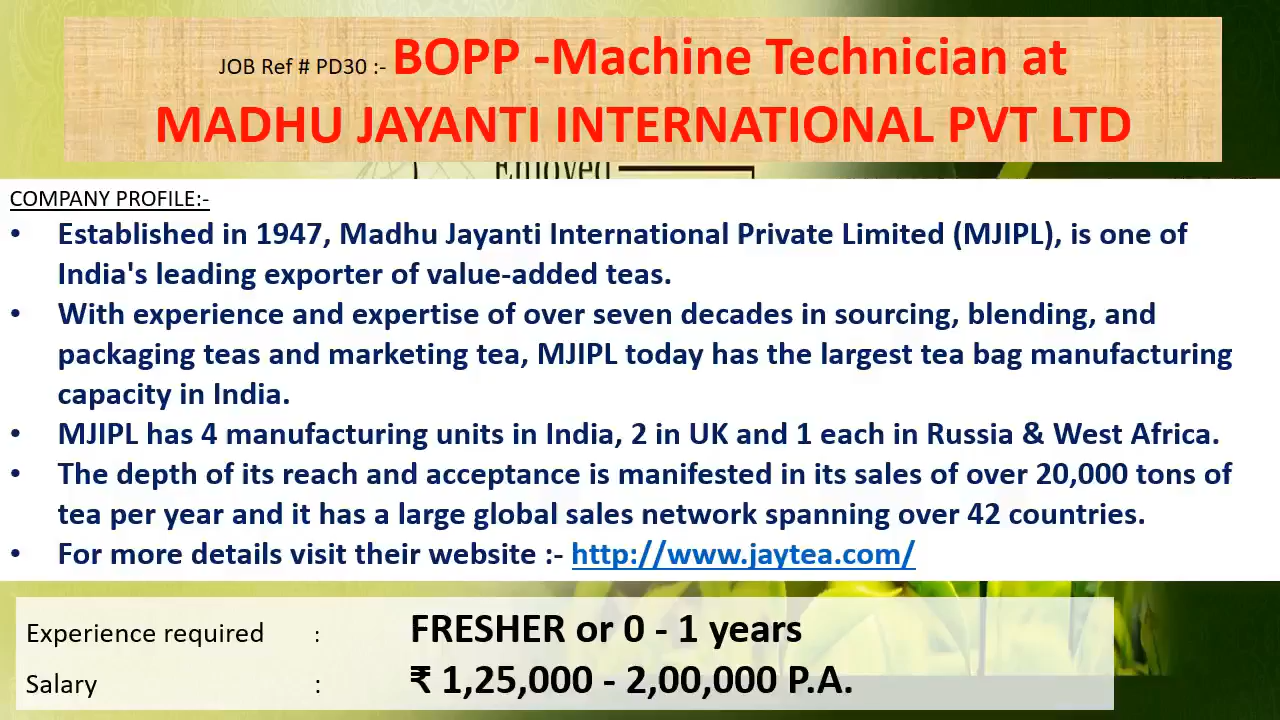 JOB Ref # PD30 :- BOPP -Machine Technician at
MADHU JAYANTI INTERNATIONAL PVT LTD
Enjoyed
COMPANY PROFILE:-
• Established in 1947, Madhu Jayanti International Private Limited (MJIPL), is one of
India's leading exporter of value-added teas.
• With experience and expertise of over seven decades in sourcing, blending, and
packaging teas and marketing tea, MJIPL today has the largest tea bag manufacturing
capacity in India.
• MJIPL has 4 manufacturing units in India, 2 in UK and 1 each in Russia & West Africa.
• The depth of its reach and acceptance is manifested in its sales of over 20,000 tons of
tea per year and it has a large global sales network spanning over 42 countries.
• For more details visit their website :- http://www.jaytea.com/
Experience required : FRESHER or 0 - 1 years
Salary : ₹ 1,25,000 - 2,00,000 P.A.